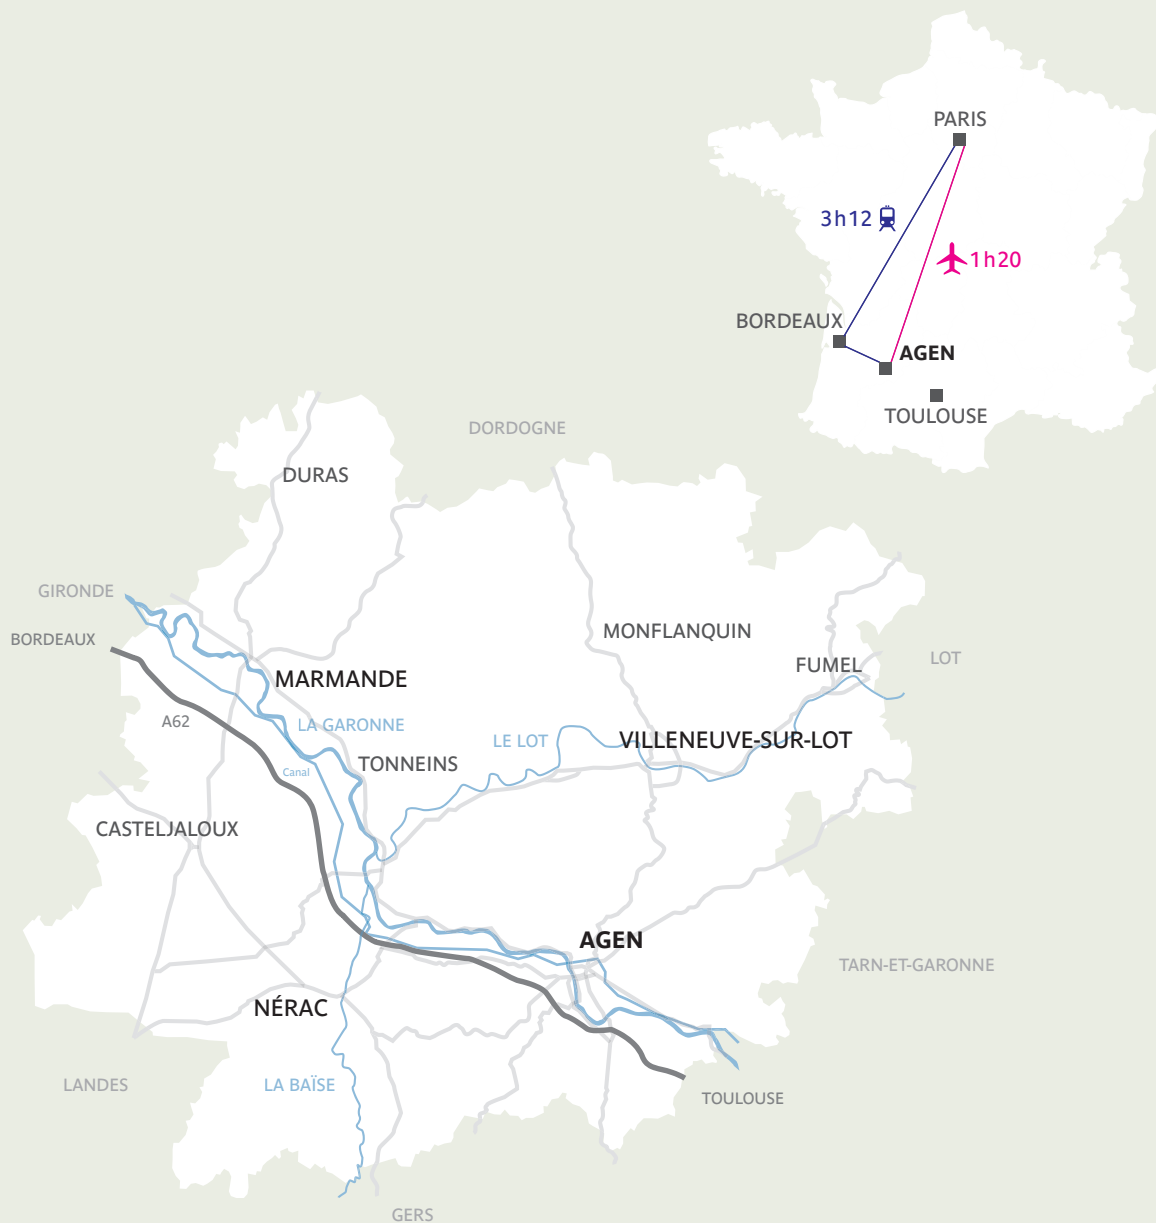 PARIS
3h12
1h20
BORDEAUX
AGEN
TOULOUSE
DORDOGNE
DURAS
GIRONDE
BORDEAUX
MONFLANQUIN
FUMEL
LOT
MARMANDE
A62
LA GARONNE
LE LOT
VILLENEUVE-SUR-LOT
TONNEINS
Canal
CASTELJALOUX
AGEN
TARN-ET-GARONNE
NÉRAC
LANDES
LA BAÏSE
TOULOUSE
GERS